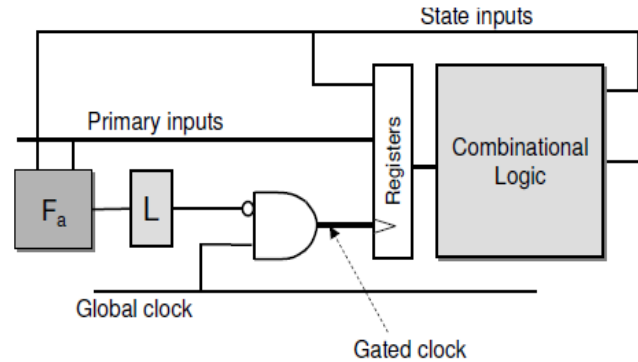 State inputs
Primary inputs
Registers
Combinational
Logic
Fa
L
Global clock
Gated clock